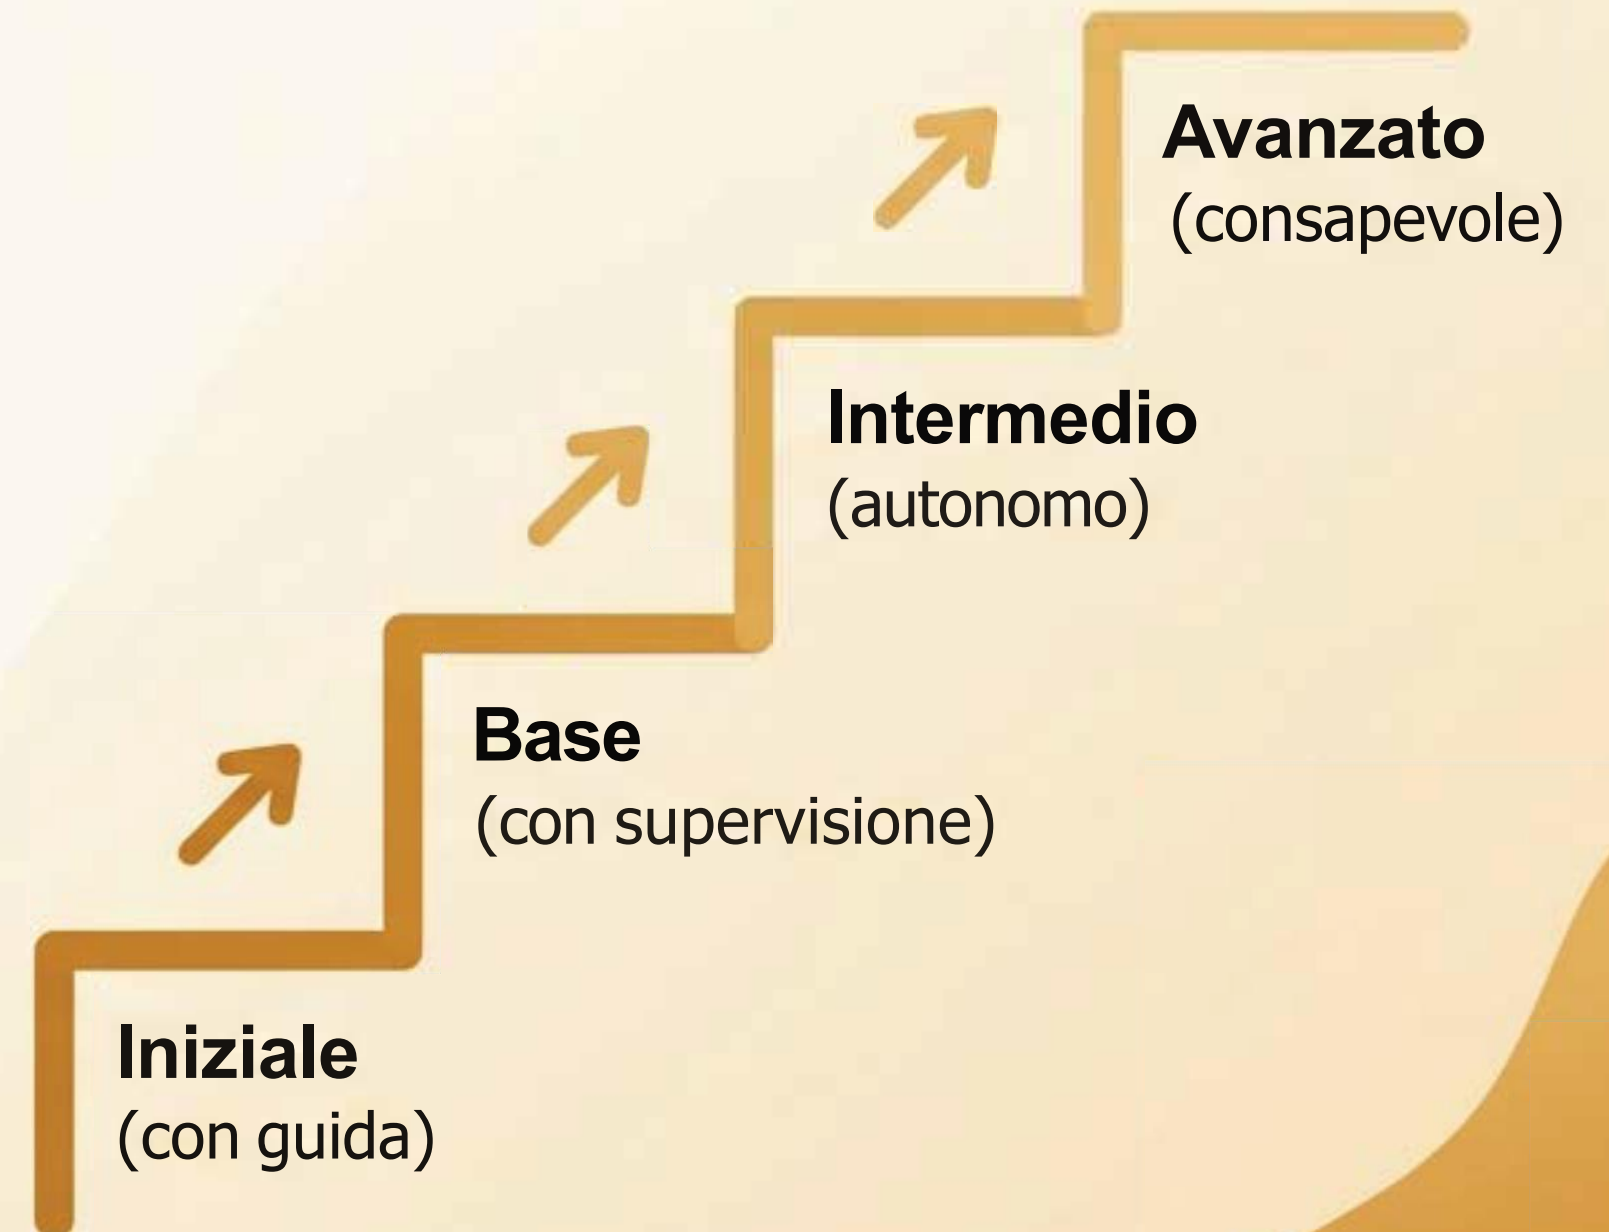 Avanzato
(consapevole)
Intermedio
(autonomo)
Base
(con supervisione)
Iniziale
(con guida)